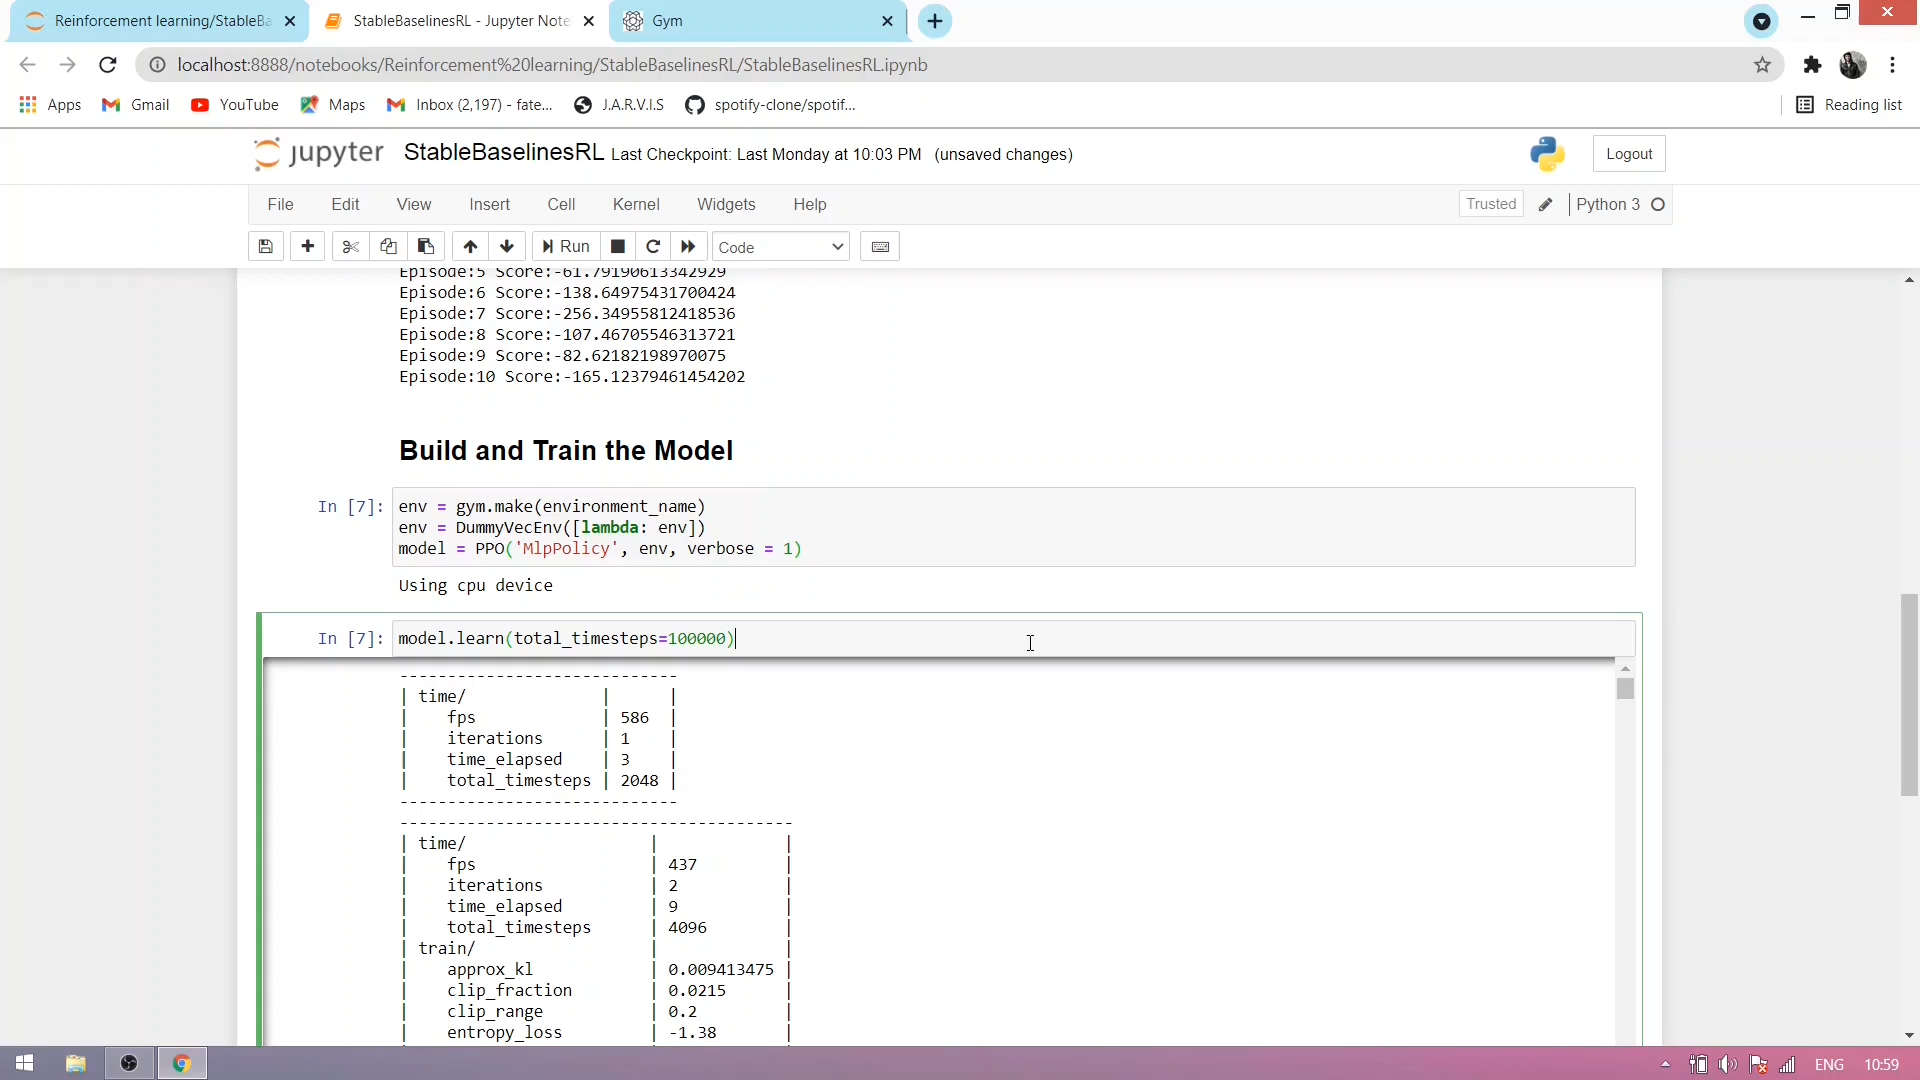 Reinforcement learning/StableBa
StableBaselinesRL - Jupyter Note
Gym
localhost:8888/notebooks/Reinforcement%20learning/StableBaselinesRL/StableBaselinesRL.ipynb
Apps
Gmail
YouTube
Maps
Inbox (2,197) - fate...
J.A.R.V.I.S
spotify-clone/spotif...
Reading list
jupyter
StableBaselinesRL Last Checkpoint: Last Monday at 10:03 PM (unsaved changes)
Logout
File Edit View Insert Cell Kernel Widgets Help
Trusted
Python 3
Run
Code
Episode:5 Score:-61.79190613342929
Episode:6 Score:-138.64975431700424
Episode:7 Score:-256.34955812418536
Episode:8 Score:-107.46705546313721
Episode:9 Score:-82.62182198970075
Episode:10 Score:-165.12379461454202
Build and Train the Model
In [7]: env = gym.make(environment_name)
env = DummyVecEnv([lambda: env])
model = PPO('MlpPolicy', env, verbose = 1)
Using cpu device
In [7]: model.learn(total_timesteps=100000)
-----------------------------
| time/ | |
| fps | 586 |
| iterations | 1 |
| time_elapsed | 3 |
| total_timesteps | 2048 |
-----------------------------
-----------------------------------------
| time/ | |
| fps | 437 |
| iterations | 2 |
| time_elapsed | 9 |
| total_timesteps | 4096 |
| train/ | |
| approx_kl | 0.009413475 |
| clip_fraction | 0.0215 |
| clip_range | 0.2 |
| entropy_loss | -1.38 |
ENG
10:59